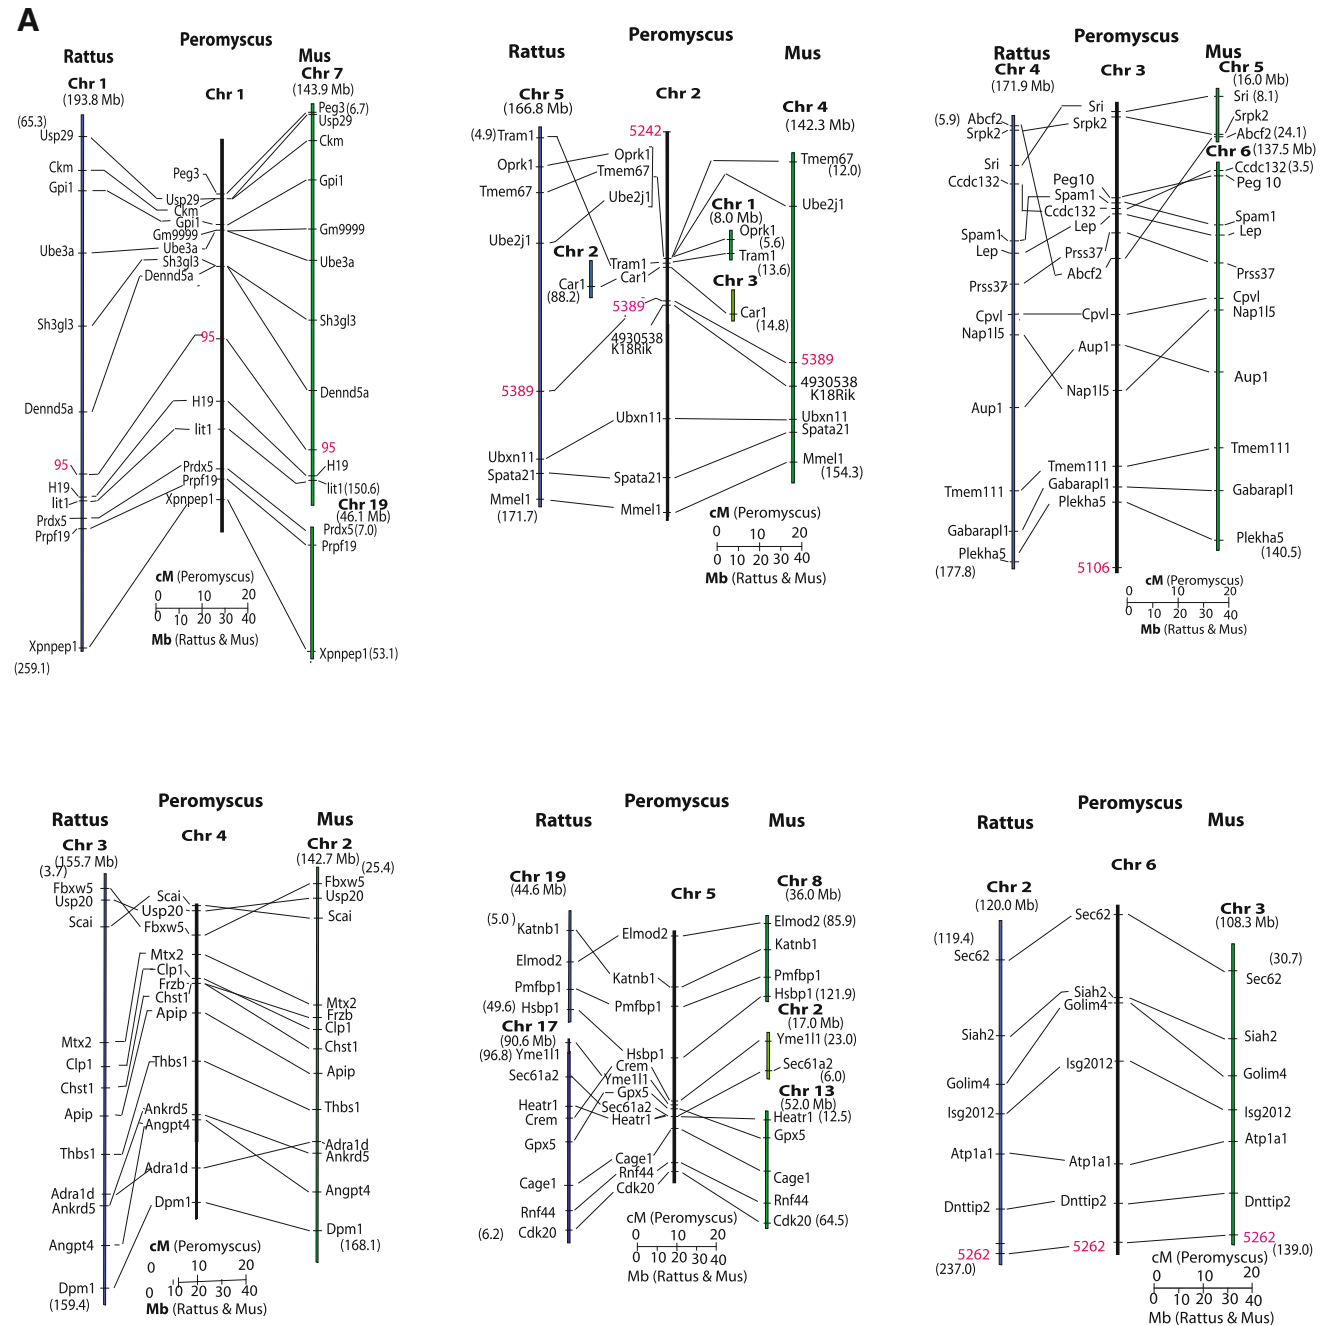 A
Peromyscus
Rattus
Mus
Chr 1
(193.8 Mb)
Chr 1
Chr 7
(143.9 Mb)
(65.3)
Usp29
Ckm
Gpi1
Ube3a
Sh3gl3
Dennd5a
95
H19
lit1
Prdx5
Prpf19
Xpnpep1
(259.1)
Peg3
Usp29
Ckm
Gpi1
Gm9999
Ube3a
Sh3gl3
Dennd5a
95
H19
lit1
Prdx5
Prpf19
Xpnpep1
Peg3(6.7)
Usp29
Ckm
Gpi1
Gm9999
Ube3a
Sh3gl3
Dennd5a
95
H19
lit1(150.6)
Chr 19
(46.1 Mb)
Prdx5(7.0)
Prpf19
Xpnpep1(53.1)
cM (Peromyscus)
0 10 20
0 10 20 30 40
Mb (Rattus & Mus)
Peromyscus
Rattus
Mus
Chr 5
(166.8 Mb)
Chr 2
Chr 4
(142.3 Mb)
(4.9)Tram1
Oprk1
Tmem67
Ube2j1
Chr 2
Car1
(88.2)
5389
Ubxn11
Spata21
Mmel1
(171.7)
5242
Oprk1
Tmem67
Ube2j1
Tram1
Car1
5389
4930538
K18Rik
Ubxn11
Spata21
Mmel1
Tmem67
(12.0)
Ube2j1
Chr 1
(8.0 Mb)
Oprk1
(5.6)
Tram1
(13.6)
Chr 3
Car1
(14.8)
5389
4930538
K18Rik
Ubxn11
Spata21
Mmel1
(154.3)
cM (Peromyscus)
0 10 20
0 10 20 30 40
Mb (Rattus & Mus)
Peromyscus
Rattus
Mus
Chr 4
(171.9 Mb)
Chr 3
Chr 5
(16.0 Mb)
(5.9) Abcf2
Srpk2
Sri
Ccdc132
Spam1
Lep
Prss37
Cpvl
Nap1l5
Aup1
Tmem111
Gabarapl1
Plekha5
(177.8)
Sri
Srpk2
Peg10
Spam1
Ccdc132
Lep
Prss37
Abcf2
Cpvl
Aup1
Nap1l5
Tmem111
Gabarapl1
Plekha5
5106
Sri (8.1)
Srpk2
Abcf2 (24.1)
Chr 6
(137.5 Mb)
Ccdc132(3.5)
Peg 10
Spam1
Lep
Prss37
Cpvl
Nap1l5
Aup1
Tmem111
Gabarapl1
Plekha5
(140.5)
cM (Peromyscus)
0 10 20
0 10 20 30 40
Mb (Rattus & Mus)
Peromyscus
Rattus
Mus
Chr 3
(155.7 Mb)
Chr 4
Chr 2
(142.7 Mb)
(3.7)
Fbxw5
Usp20
Scai
Mtx2
Clp1
Chst1
Apip
Thbs1
Adra1d
Ankrd5
Angpt4
Dpm1
(159.4)
Scai
Usp20
Fbxw5
Mtx2
Clp1
Frzb
Chst1
Apip
Thbs1
Ankrd5
Angpt4
Adra1d
Dpm1
(25.4)
Fbxw5
Usp20
Scai
Mtx2
Frzb
Clp1
Chst1
Apip
Thbs1
Adra1d
Ankrd5
Angpt4
Dpm1
(168.1)
cM (Peromyscus)
0 10 20
0 10 20 30 40
Mb (Rattus & Mus)
Peromyscus
Rattus
Mus
Chr 19
(44.6 Mb)
Chr 5
Chr 8
(36.0 Mb)
(5.0 )
Katnb1
Elmod2
Pmfbp1
(49.6) Hsbp1
Chr 17
(90.6 Mb)
(96.8) Yme1l1
Sec61a2
Heatr1
Crem
Gpx5
Cage1
Rnf44
(6.2) Cdk20
Elmod2
Katnb1
Pmfbp1
Hsbp1
Crem
Yme1l1
Gpx5
Sec61a2
Heatr1
Cage1
Rnf44
Cdk20
Elmod2 (85.9)
Katnb1
Pmfbp1
Hsbp1 (121.9)
Chr 2
(17.0 Mb)
Yme1l1 (23.0)
Sec61a2
(6.0)
Chr 13
(52.0 Mb)
Heatr1 (12.5)
Gpx5
Cage1
Rnf44
Cdk20 (64.5)
cM (Peromyscus)
0 10 20
0 10 20 30 40
Mb (Rattus & Mus)
Peromyscus
Rattus
Mus
Chr 2
(120.0 Mb)
Chr 6
Chr 3
(108.3 Mb)
(119.4)
Sec62
Siah2
Golim4
Isg2012
Atp1a1
Dnttip2
5262
(237.0)
Sec62
Siah2
Golim4
Isg2012
Atp1a1
Dnttip2
5262
(30.7)
Sec62
Siah2
Golim4
Isg2012
Atp1a1
Dnttip2
5262
(139.0)
cM (Peromyscus)
0 10 20
0 10 20 30 40
Mb (Rattus & Mus)